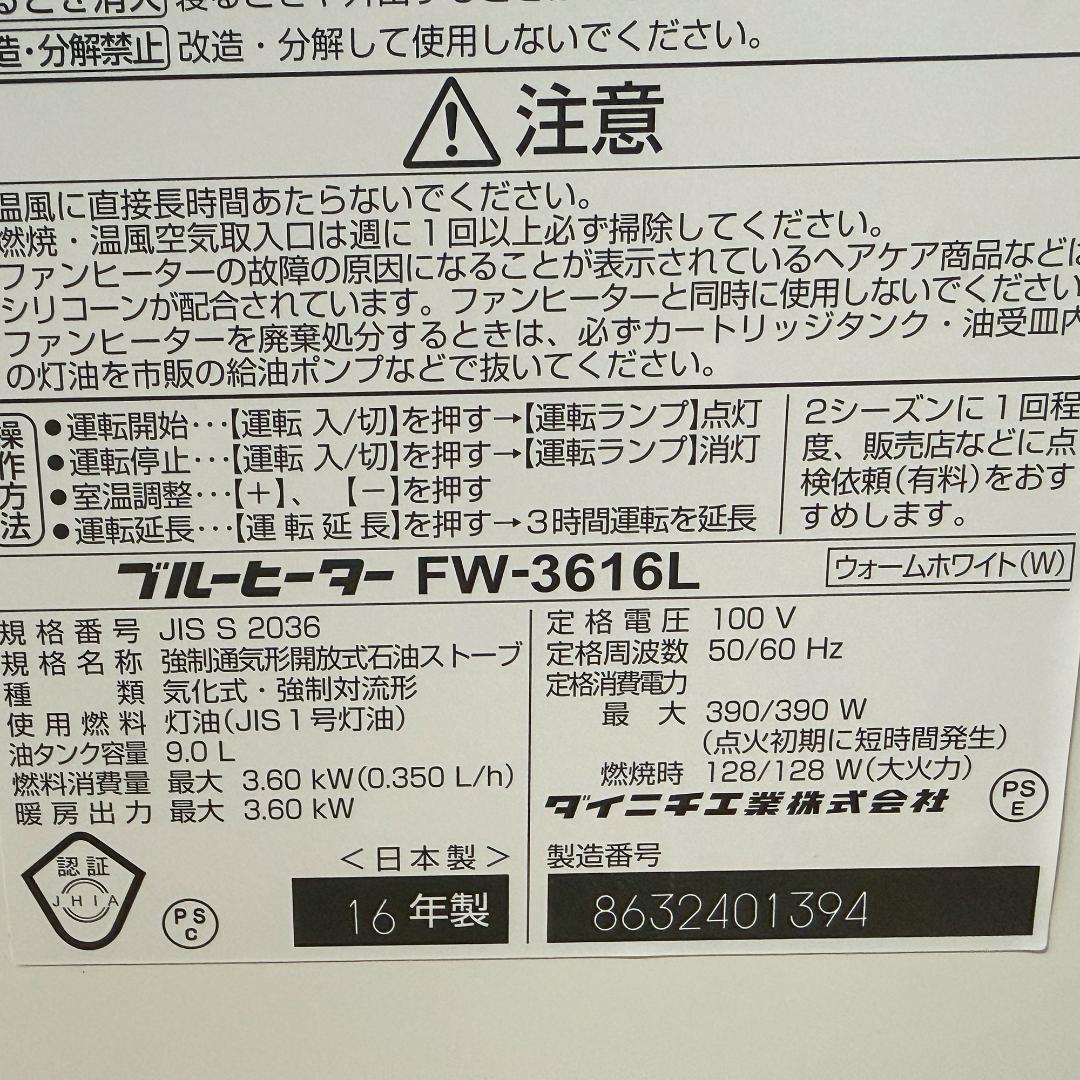 るとき消火 寝るときや外出するときは
造・分解禁止 改造・分解して使用しないでください。
注意
温風に直接長時間あたらないでください。
燃焼・温風空気取入口は週に1回以上必ず掃除してください。
ファンヒーターの故障の原因になることが表示されているヘアケア商品などに
シリコーンが配合されています。ファンヒーターと同時に使用しないでください
ファンヒーターを廃棄処分するときは、必ずカートリッジタンク・油受皿内
の灯油を市販の給油ポンプなどで抜いてください。
操作方法
●運転開始…【運転 入/切】を押す→【運転ランプ】点灯
●運転停止…【運転 入/切】を押す→【運転ランプ】消灯
●室温調整…【+】、【−】を押す
●運転延長…【運転延長】を押す→3時間運転を延長
2シーズンに1回程
度、販売店などに点
検依頼(有料)をおす
すめします。
ブルーヒーター FW-3616L
ウォームホワイト(W)
規格番号 JIS S 2036
規格名称 強制通気形開放式石油ストーブ
種類 気化式・強制対流形
使用燃料 灯油(JIS1号灯油)
油タンク容量 9.0 L
燃料消費量 最大 3.60 kW(0.350 L/h)
暖房出力 最大 3.60 kW
定格電圧 100 V
定格周波数 50/60 Hz
定格消費電力
最大 390/390 W
(点火初期に短時間発生)
燃焼時 128/128 W(大火力)
ダイニチ工業株式会社
PS
E
認証
JHIA
PS
C
<日本製>
16年製
製造番号
8632401394